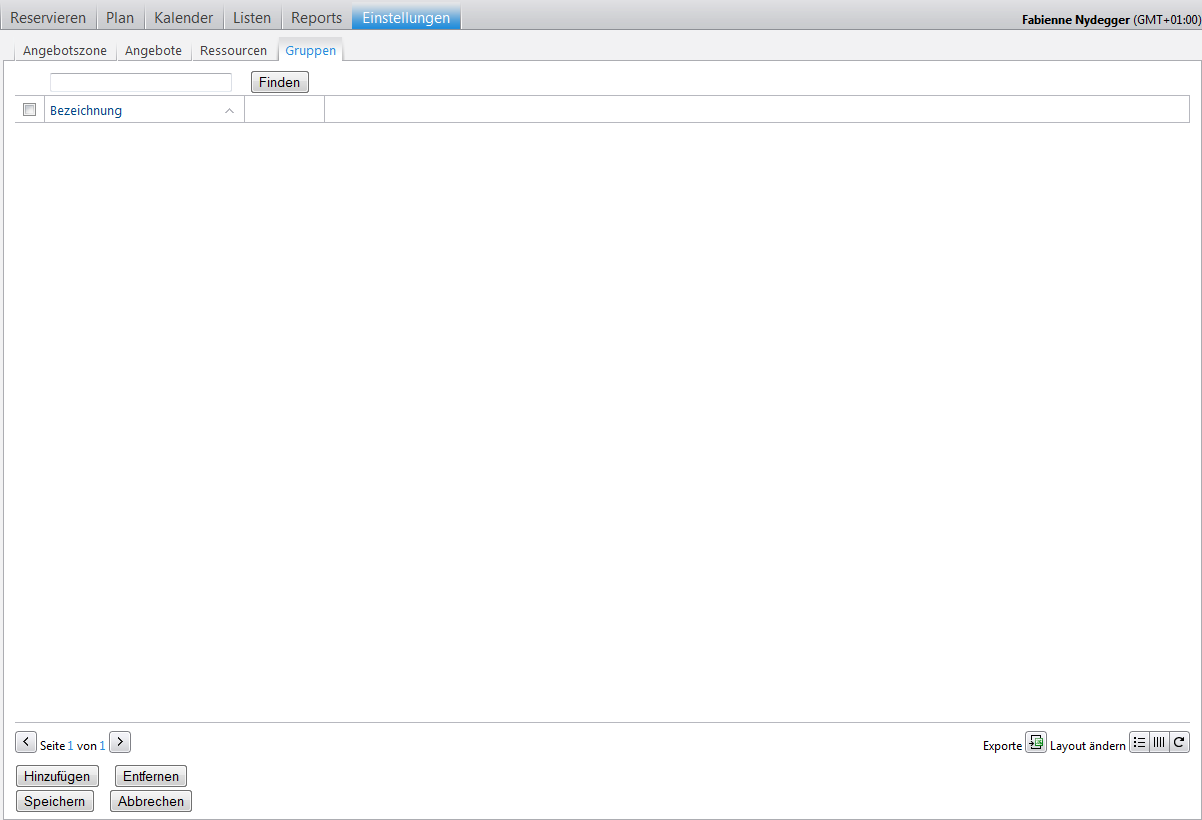 Reservieren Plan Kalender Listen Reports Einstellungen Fabienne Nydegger (GMT+01:00)
Angebotszone Angebote Ressourcen Gruppen
Finden
Bezeichnung
Seite 1 von 1 Exporte Layout ändern
Hinzufügen Entfernen
Speichern Abbrechen